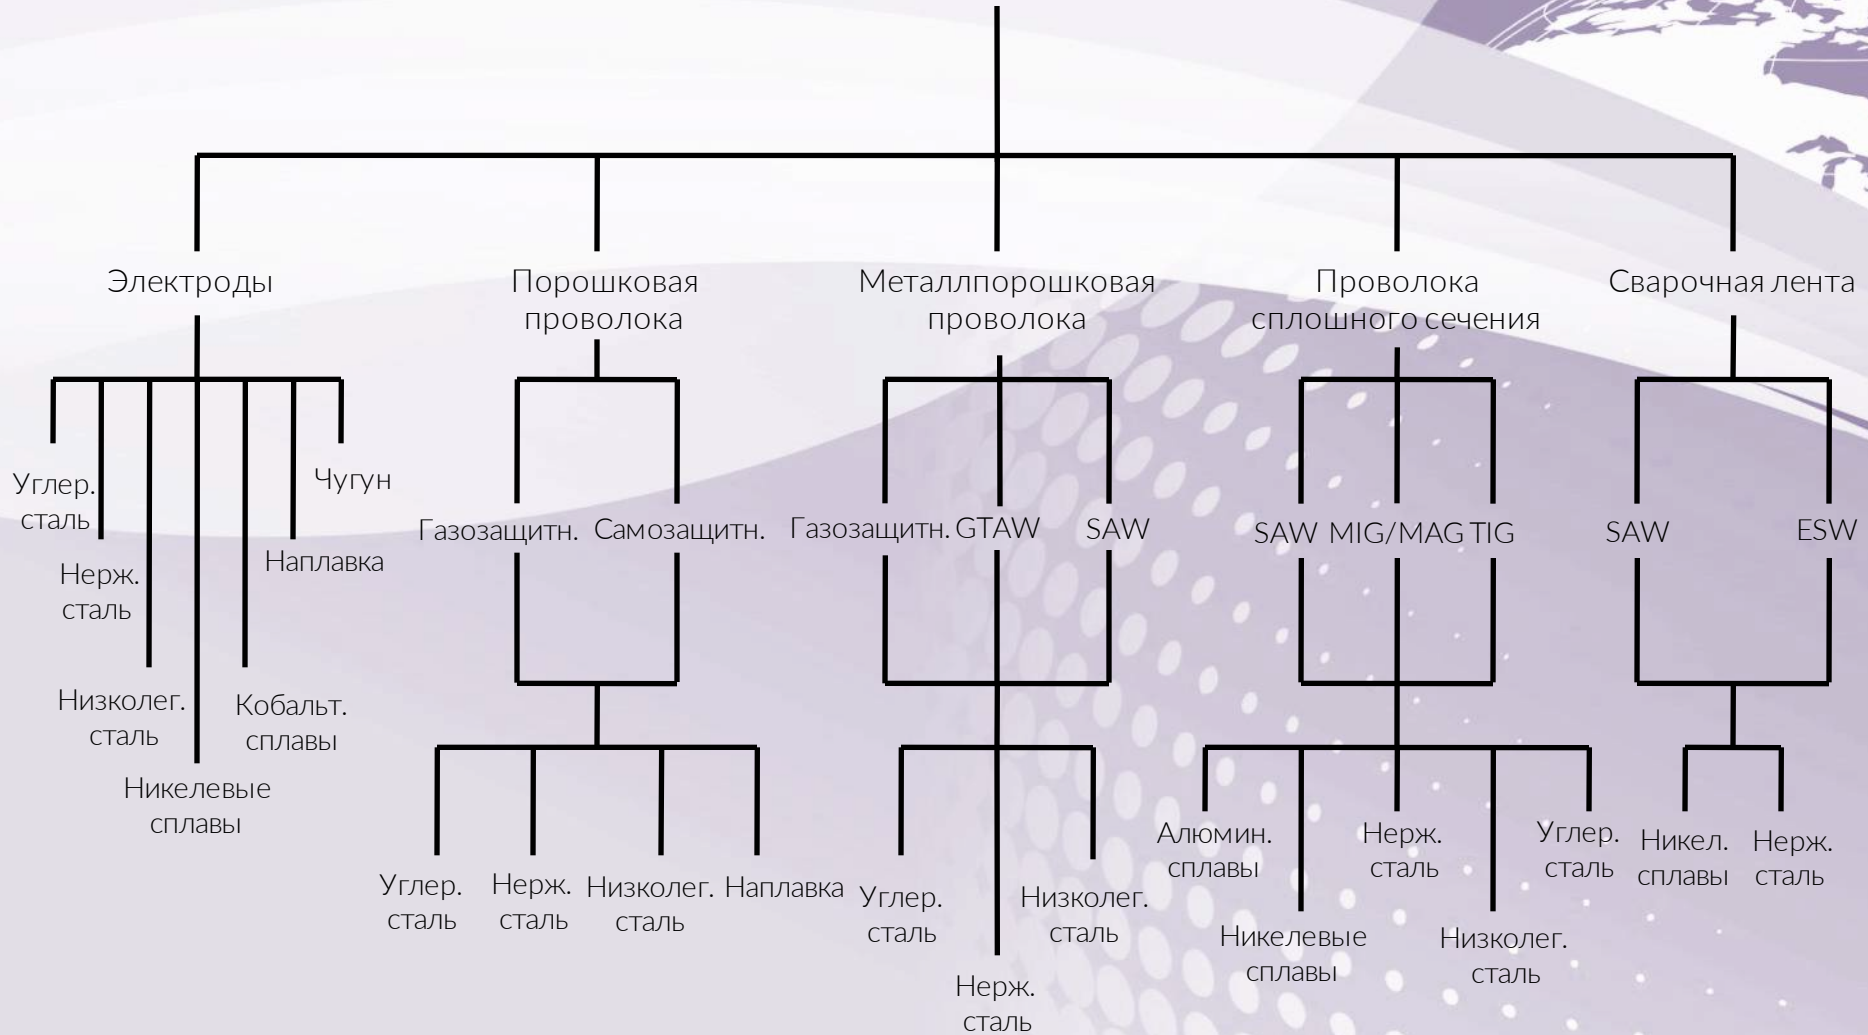 Электроды
Порошковая
проволока
Металлпорошковая
проволока
Проволока
сплошного сечения
Сварочная лента
Углер.
сталь
Нерж.
сталь
Низколег.
сталь
Никелевые
сплавы
Кобальт.
сплавы
Наплавка
Чугун
Газозащитн.
Самозащитн.
Углер.
сталь
Нерж.
сталь
Низколег.
сталь
Наплавка
Газозащитн.
GTAW
SAW
Углер.
сталь
Нерж.
сталь
Низколег.
сталь
SAW
MIG/MAG
TIG
Алюмин.
сплавы
Никелевые
сплавы
Нерж.
сталь
Низколег.
сталь
Углер.
сталь
SAW
ESW
Никел.
сплавы
Нерж.
сталь